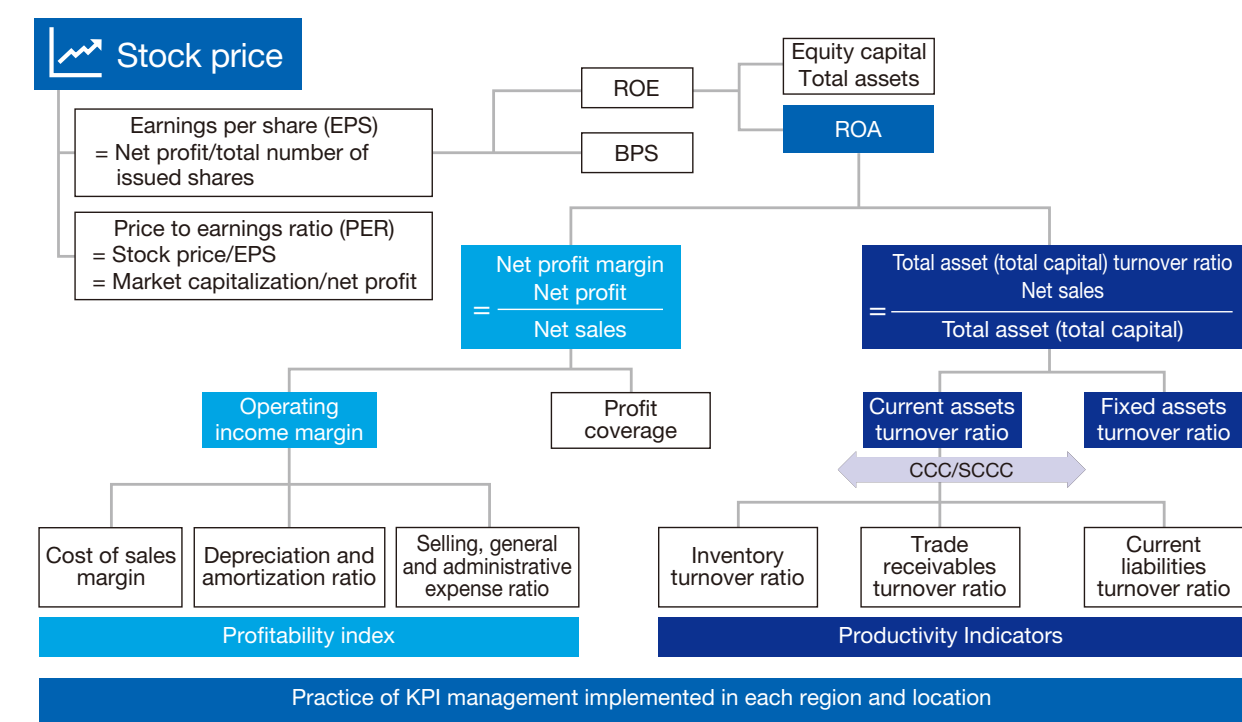 Stock price
Earnings per share (EPS)
= Net profit/total number of
issued shares
Price to earnings ratio (PER)
= Stock price/EPS
= Market capitalization/net profit
ROE
BPS
Equity capital
Total assets
ROA
Net profit margin
= Net profit
Net sales
Total asset (total capital) turnover ratio
= Net sales
Total asset (total capital)
Operating
income margin
Profit
coverage
Current assets
turnover ratio
Fixed assets
turnover ratio
CCC/SCCC
Cost of sales
margin
Depreciation and
amortization ratio
Selling, general
and administrative
expense ratio
Inventory
turnover ratio
Trade
receivables
turnover ratio
Current
liabilities
turnover ratio
Profitability index
Productivity Indicators
Practice of KPI management implemented in each region and location